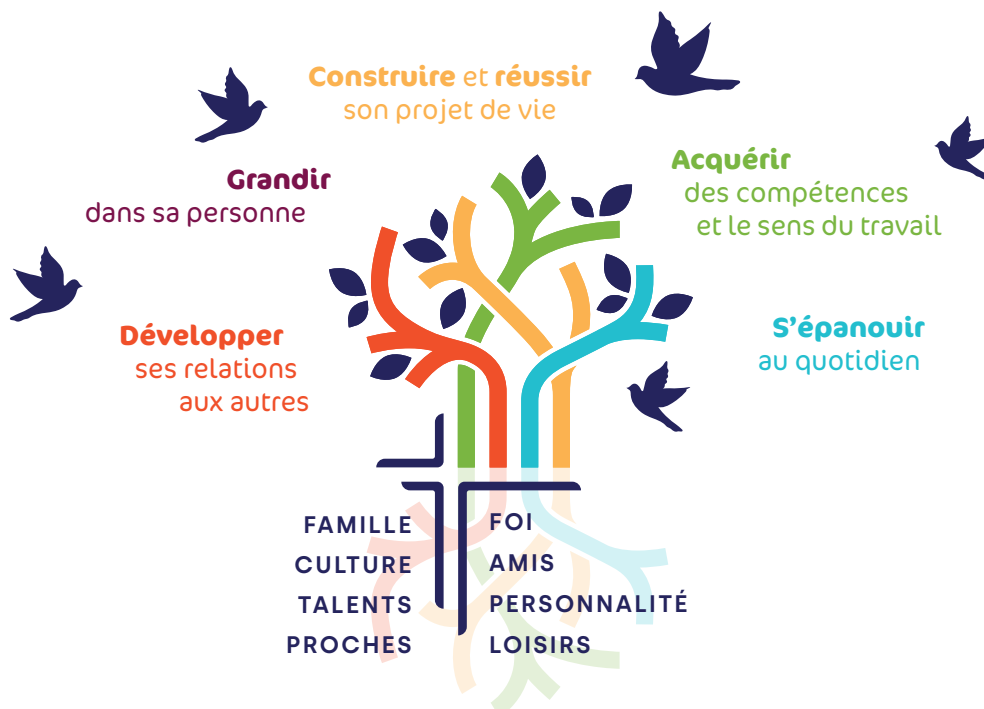 Construire et réussir
son projet de vie
Grandir
dans sa personne
Acquérir
des compétences
et le sens du travail
Développer
ses relations
aux autres
S’épanouir
au quotidien
FAMILLE
CULTURE
TALENTS
PROCHES
FOI
AMIS
PERSONNALITÉ
LOISIRS